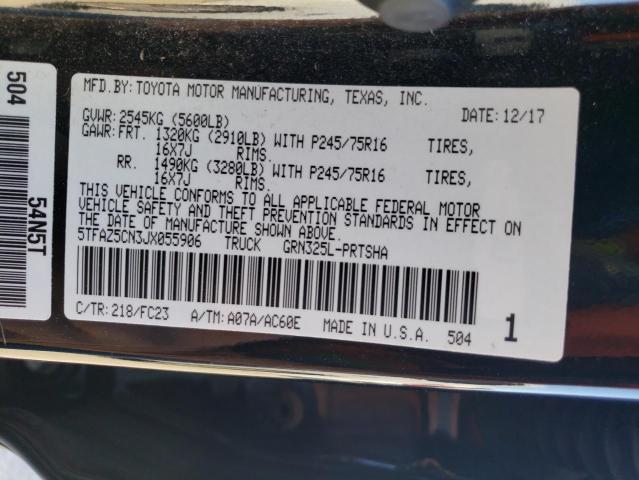 504
54N5T
MFD.BY: TOYOTA MOTOR MANUFACTURING, TEXAS, INC.
GVWR: 2545KG (5600LB) DATE: 12/17
GAWR: FRT. 1320KG (2910LB) WITH P245/75R16 TIRES,
16X7J RIMS.
RR. 1490KG (3280LB) WITH P245/75R16 TIRES,
16X7J RIMS.
THIS VEHICLE CONFORMS TO ALL APPLICABLE FEDERAL MOTOR
VEHICLE SAFETY AND THEFT PREVENTION STANDARDS IN EFFECT ON
THE DATE OF MANUFACTURE SHOWN ABOVE.
5TFAZ5CN3JX055906 TRUCK GRN325L-PRTSHA
C/TR: 218/FC23 A/TM: A07A/AC60E MADE IN U.S.A. 504 1